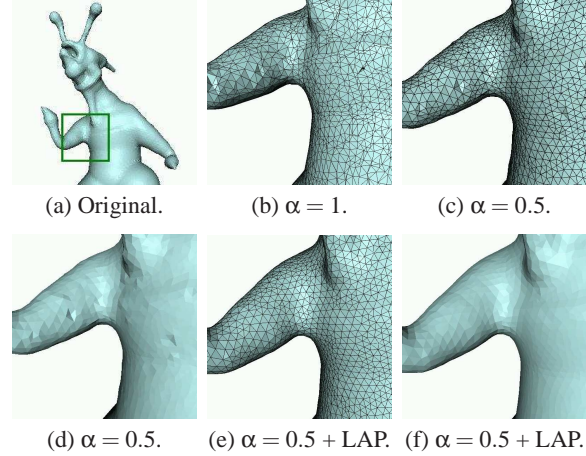 (a) Original. (b) α = 1. (c) α = 0.5.
(d) α = 0.5. (e) α = 0.5 + LAP. (f) α = 0.5 + LAP.